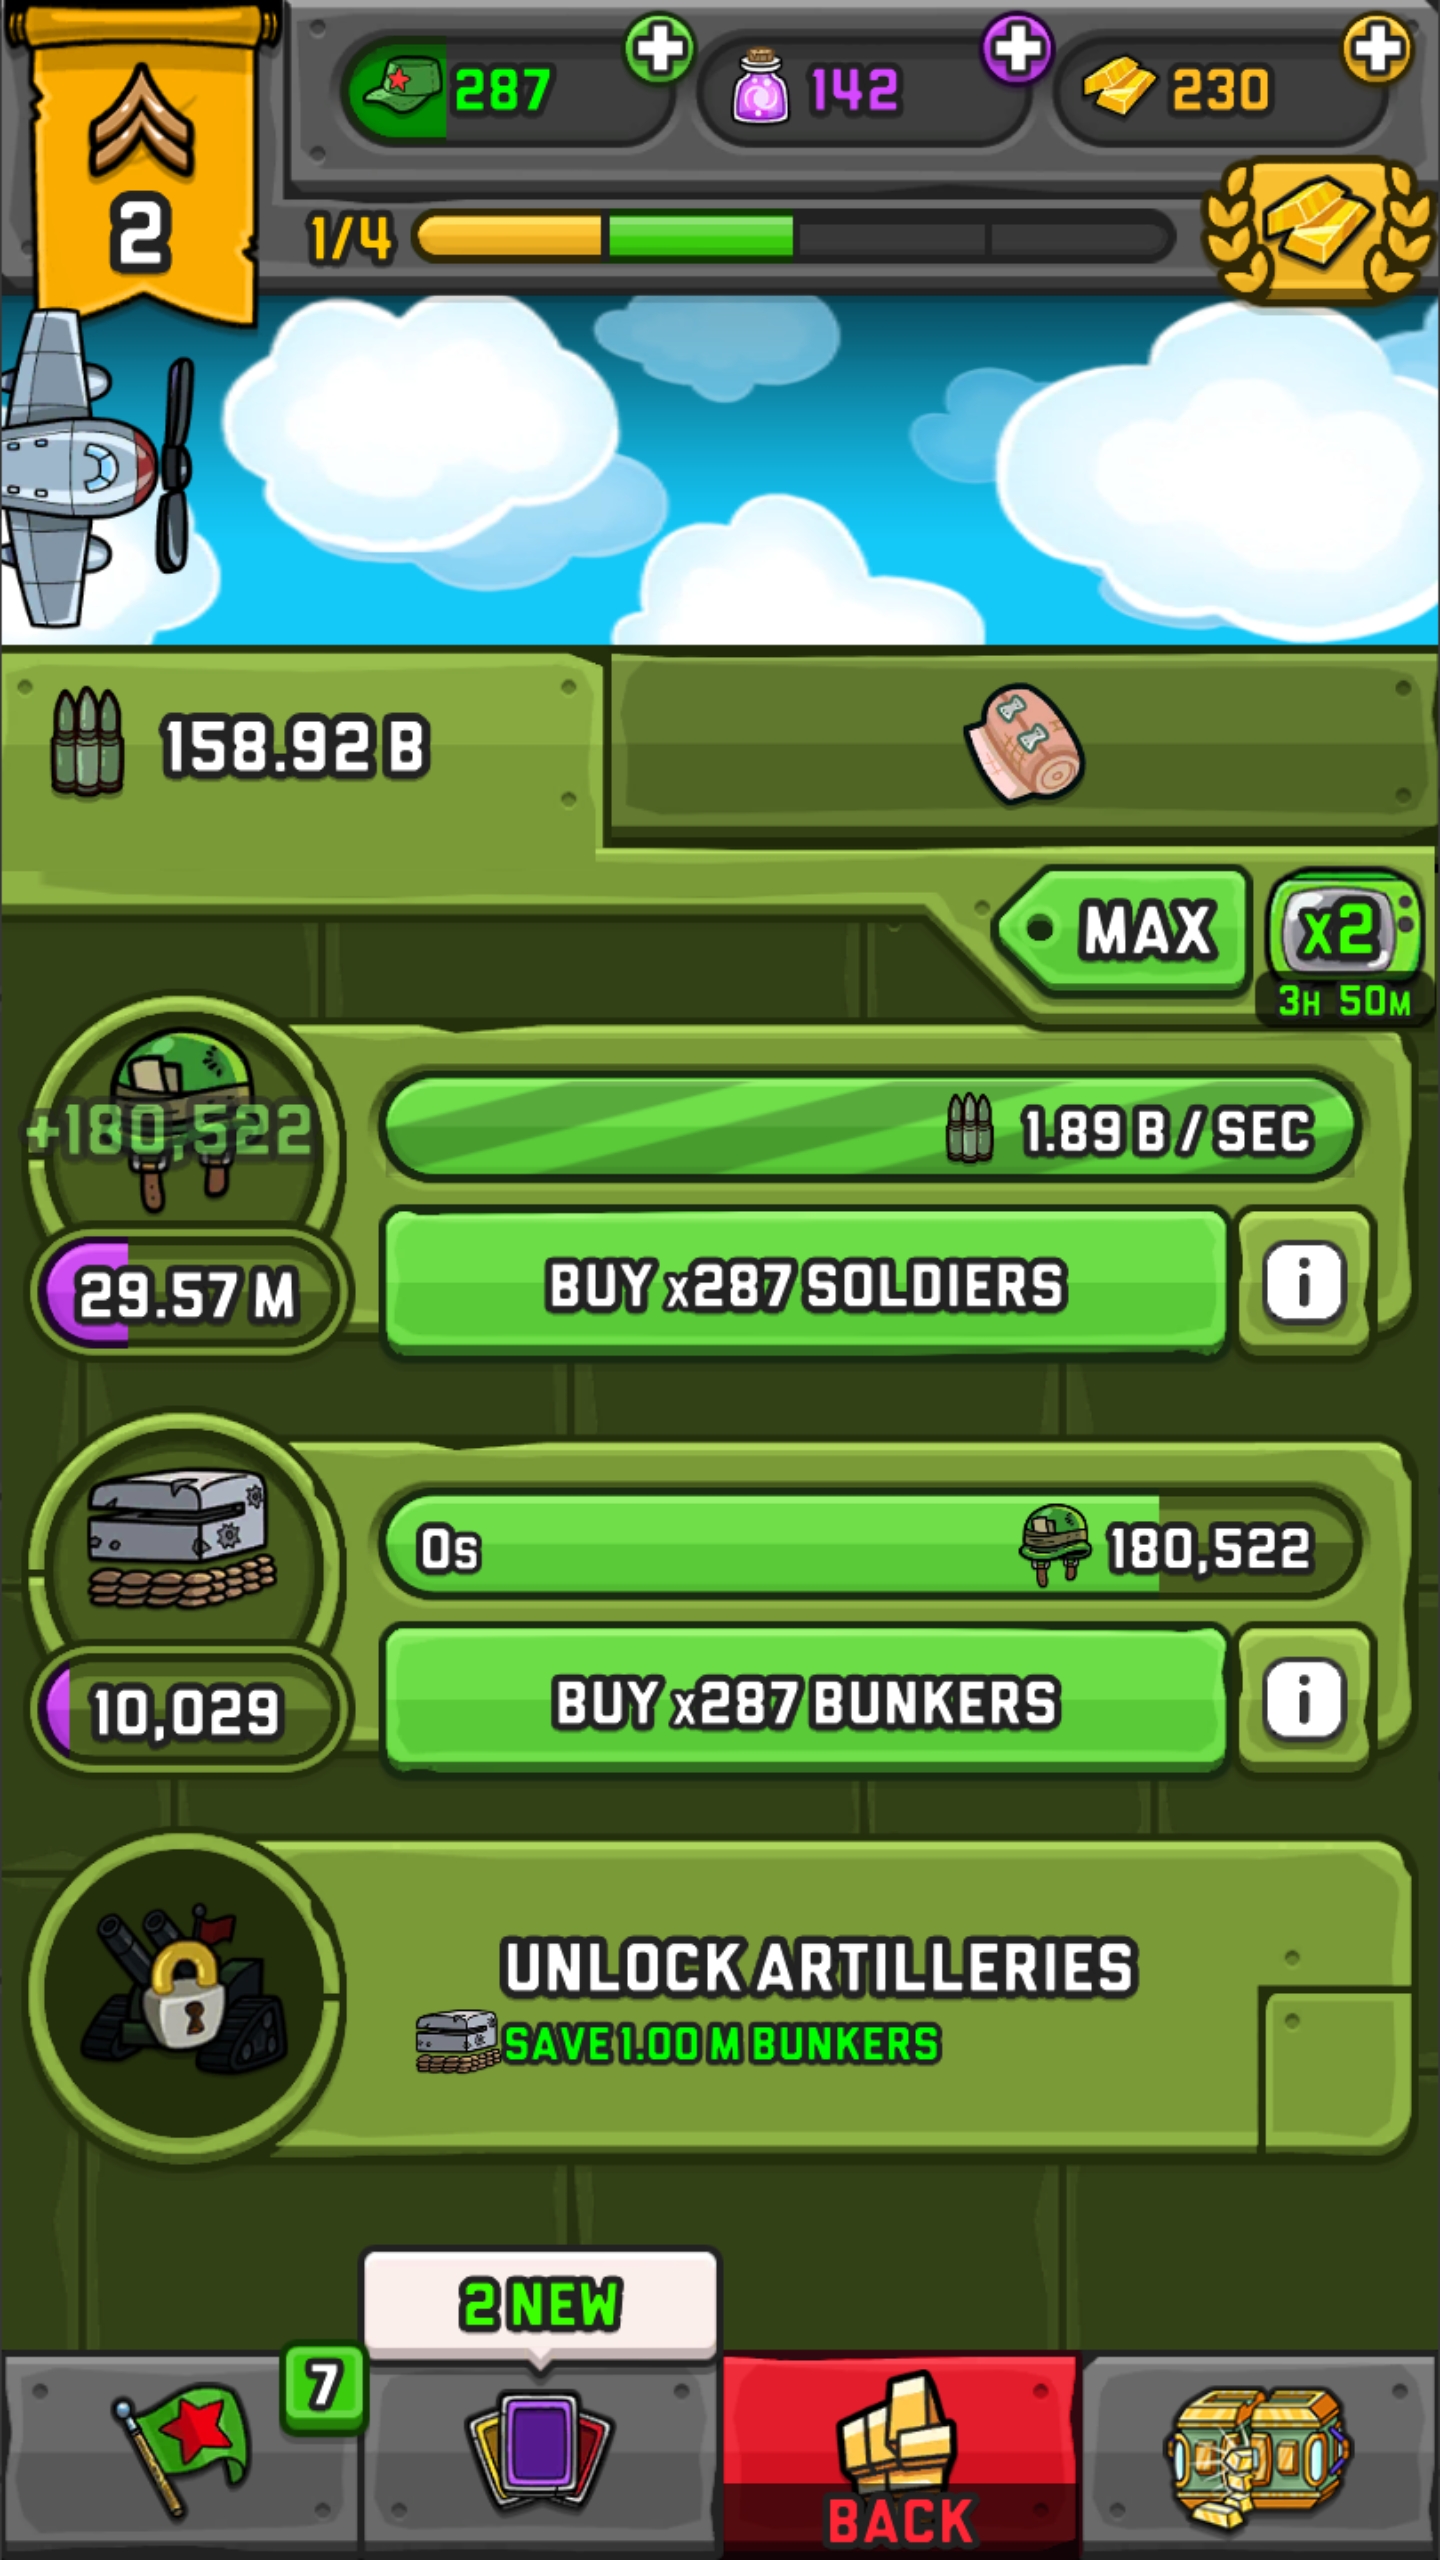 287
142
230
2
1/4
158.92 B
MAX
x2
3H 50M
+180,522
1.89 B / SEC
29.57 M
BUY x287 SOLDIERS
i
0s
180,522
10,029
BUY x287 BUNKERS
i
UNLOCK ARTILLERIES
SAVE 1.00 M BUNKERS
2 NEW
7
BACK